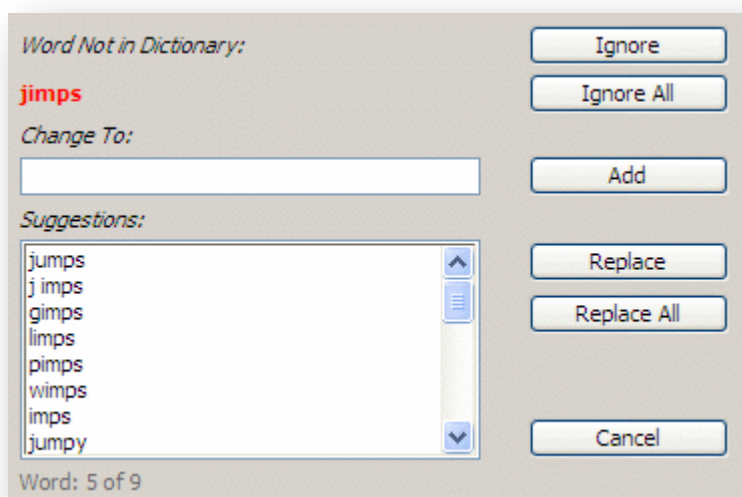 Word Not in Dictionary:
Ignore
jimps
Ignore All
Change To:
Add
Suggestions:
jumps
j imps
gimps
limps
pimps
wimps
imps
jumpy
Replace
Replace All
Cancel
Word: 5 of 9